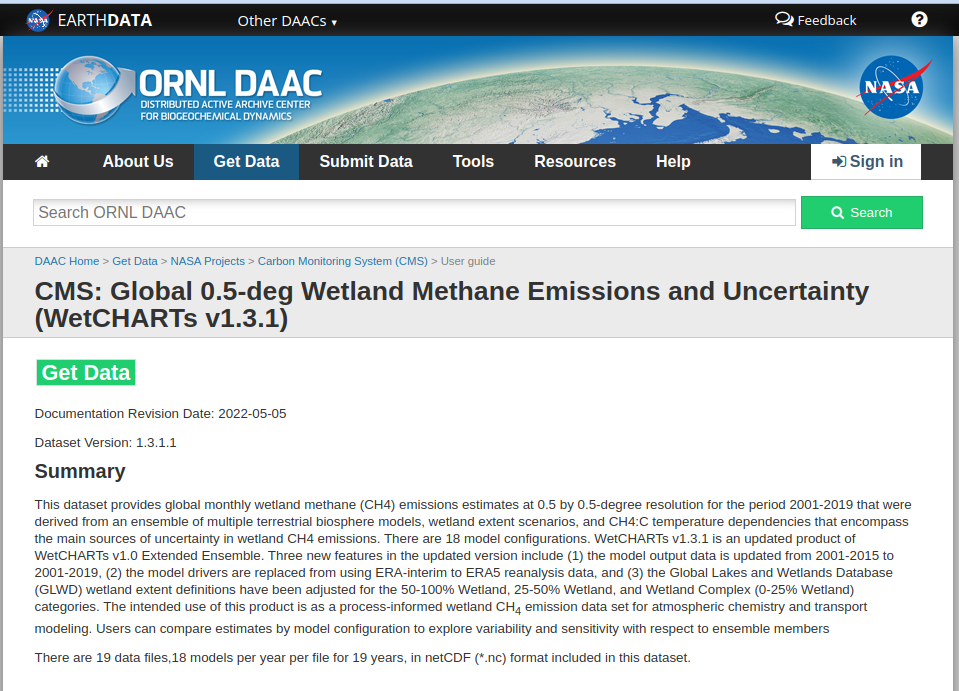 NASA EARTHDATA Other DAACs ▾ Feedback ?
ORNL DAAC
DISTRIBUTED ACTIVE ARCHIVE CENTER
FOR BIOGEOCHEMICAL DYNAMICS
NASA
About Us Get Data Submit Data Tools Resources Help Sign in
Search ORNL DAAC Search
DAAC Home > Get Data > NASA Projects > Carbon Monitoring System (CMS) > User guide
CMS: Global 0.5-deg Wetland Methane Emissions and Uncertainty
(WetCHARTs v1.3.1)
Get Data
Documentation Revision Date: 2022-05-05
Dataset Version: 1.3.1.1
Summary
This dataset provides global monthly wetland methane (CH4) emissions estimates at 0.5 by 0.5-degree resolution for the period 2001-2019 that were
derived from an ensemble of multiple terrestrial biosphere models, wetland extent scenarios, and CH4:C temperature dependencies that encompass
the main sources of uncertainty in wetland CH4 emissions. There are 18 model configurations. WetCHARTs v1.3.1 is an updated product of
WetCHARTs v1.0 Extended Ensemble. Three new features in the updated version include (1) the model output data is updated from 2001-2015 to
2001-2019, (2) the model drivers are replaced from using ERA-interim to ERA5 reanalysis data, and (3) the Global Lakes and Wetlands Database
(GLWD) wetland extent definitions have been adjusted for the 50-100% Wetland, 25-50% Wetland, and Wetland Complex (0-25% Wetland)
categories. The intended use of this product is as a process-informed wetland CH4 emission data set for atmospheric chemistry and transport
modeling. Users can compare estimates by model configuration to explore variability and sensitivity with respect to ensemble members
There are 19 data files,18 models per year per file for 19 years, in netCDF (*.nc) format included in this dataset.